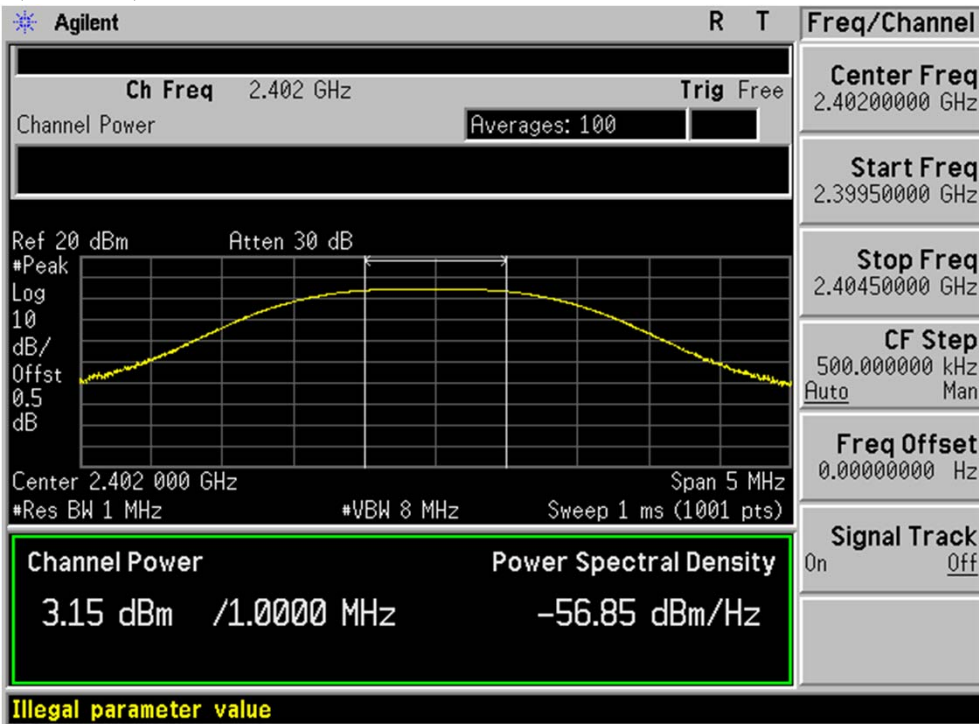 Agilent R T
Ch Freq 2.402 GHz Trig Free
Channel Power Averages: 100
Ref 20 dBm Atten 30 dB
#Peak
Log
10
dB/
Offst
0.5
dB
Center 2.402 000 GHz Span 5 MHz
#Res BW 1 MHz #VBW 8 MHz Sweep 1 ms (1001 pts)
Channel Power Power Spectral Density
3.15 dBm /1.0000 MHz -56.85 dBm/Hz
Illegal parameter value
Freq/Channel
Center Freq
2.40200000 GHz
Start Freq
2.39950000 GHz
Stop Freq
2.40450000 GHz
CF Step
500.000000 kHz
Auto Man
Freq Offset
0.00000000 Hz
Signal Track
On Off